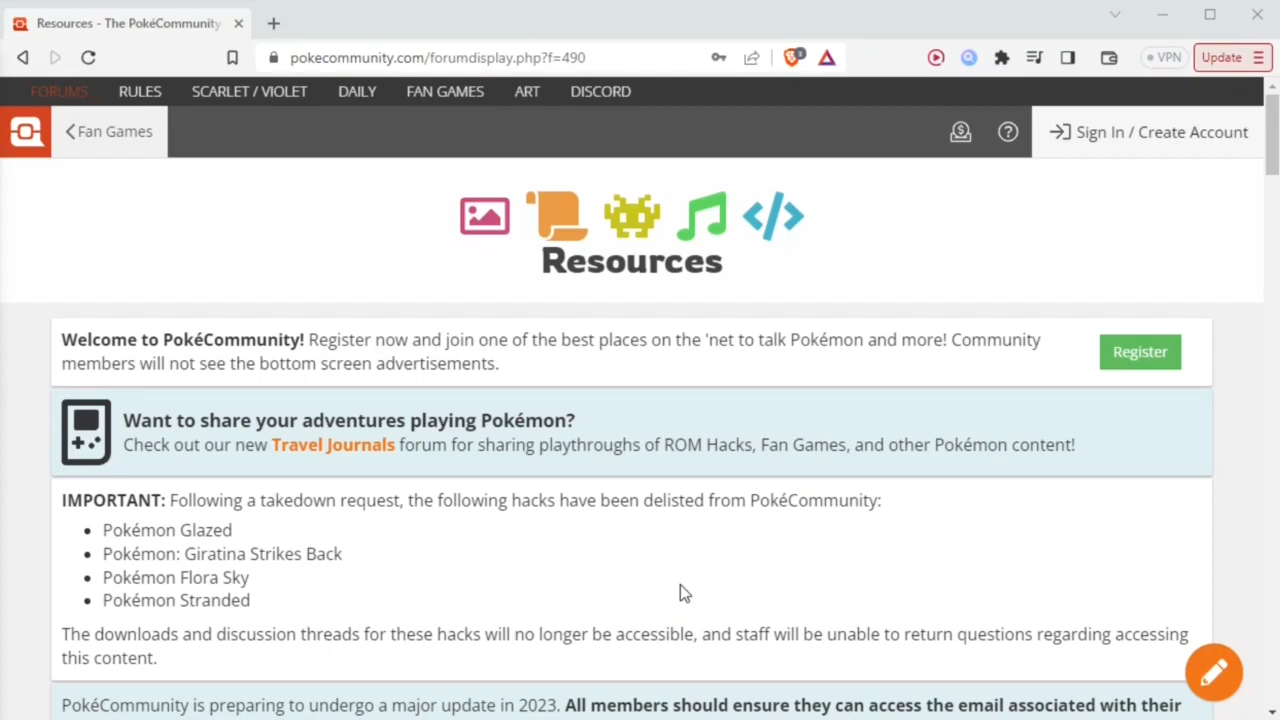 Resources - The PokéCommunity
pokecommunity.com/forumdisplay.php?f=490
3
VPN
Update
FORUMS RULES SCARLET / VIOLET DAILY FAN GAMES ART DISCORD
Fan Games
Sign In / Create Account
Resources
Welcome to PokéCommunity! Register now and join one of the best places on the 'net to talk Pokémon and more! Community
members will not see the bottom screen advertisements.
Register
Want to share your adventures playing Pokémon?
Check out our new Travel Journals forum for sharing playthroughs of ROM Hacks, Fan Games, and other Pokémon content!
IMPORTANT: Following a takedown request, the following hacks have been delisted from PokéCommunity:
• Pokémon Glazed
• Pokémon: Giratina Strikes Back
• Pokémon Flora Sky
• Pokémon Stranded
The downloads and discussion threads for these hacks will no longer be accessible, and staff will be unable to return questions regarding accessing
this content.
PokéCommunity is preparing to undergo a major update in 2023. All members should ensure they can access the email associated with their